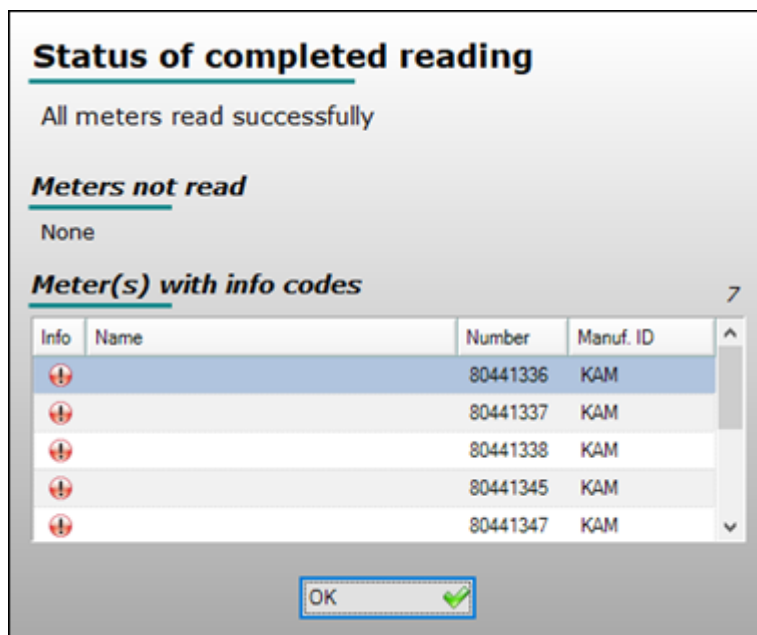 Status of completed reading
All meters read successfully
Meters not read
None
Meter(s) with info codes
7
Info Name Number Manuf. ID
80441336 KAM
80441337 KAM
80441338 KAM
80441345 KAM
80441347 KAM
OK